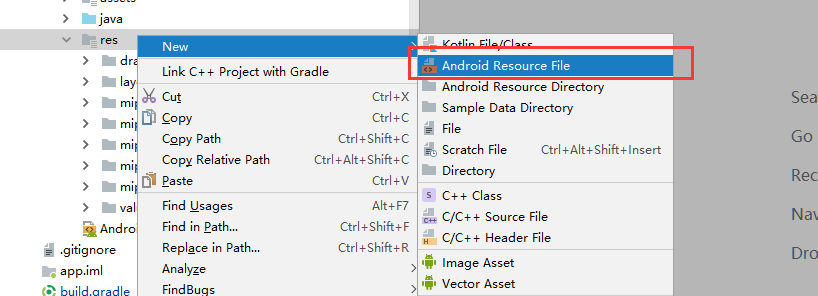 assets
java
res
dra
laye
mip
mip
mip
mip
mip
valu
Android
.gitignore
app.iml
build.gradle
New
Link C++ Project with Gradle
Cut Ctrl+X
Copy Ctrl+C
Copy Path Ctrl+Shift+C
Copy Relative Path Ctrl+Alt+Shift+C
Paste Ctrl+V
Find Usages Alt+F7
Find in Path... Ctrl+Shift+F
Replace in Path... Ctrl+Shift+R
Analyze
FindBugs
Kotlin File/Class
Android Resource File
Android Resource Directory
Sample Data Directory
File
Scratch File Ctrl+Alt+Shift+Insert
Directory
C++ Class
C/C++ Source File
C/C++ Header File
Image Asset
Vector Asset
Sea
Go
Rec
Nav
Dro